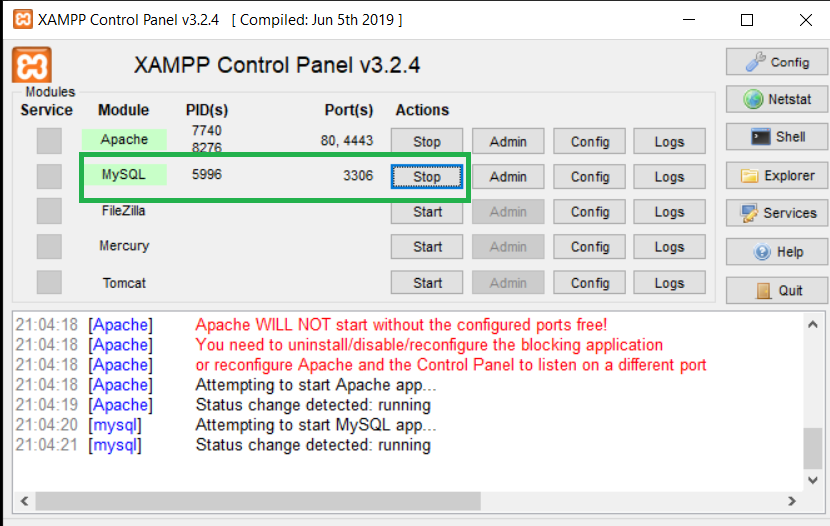 XAMPP Control Panel v3.2.4 [ Compiled: Jun 5th 2019 ]
XAMPP Control Panel v3.2.4
Config
Modules
Service Module PID(s) Port(s) Actions
Netstat
Apache 7740 8276 80, 4443 Stop Admin Config Logs
Shell
MySQL 5996 3306 Stop Admin Config Logs
Explorer
FileZilla Start Admin Config Logs
Services
Mercury Start Admin Config Logs
Help
Tomcat Start Admin Config Logs
Quit
21:04:18 [Apache] Apache WILL NOT start without the configured ports free!
21:04:18 [Apache] You need to uninstall/disable/reconfigure the blocking application
21:04:18 [Apache] or reconfigure Apache and the Control Panel to listen on a different port
21:04:18 [Apache] Attempting to start Apache app...
21:04:19 [Apache] Status change detected: running
21:04:20 [mysql] Attempting to start MySQL app...
21:04:21 [mysql] Status change detected: running